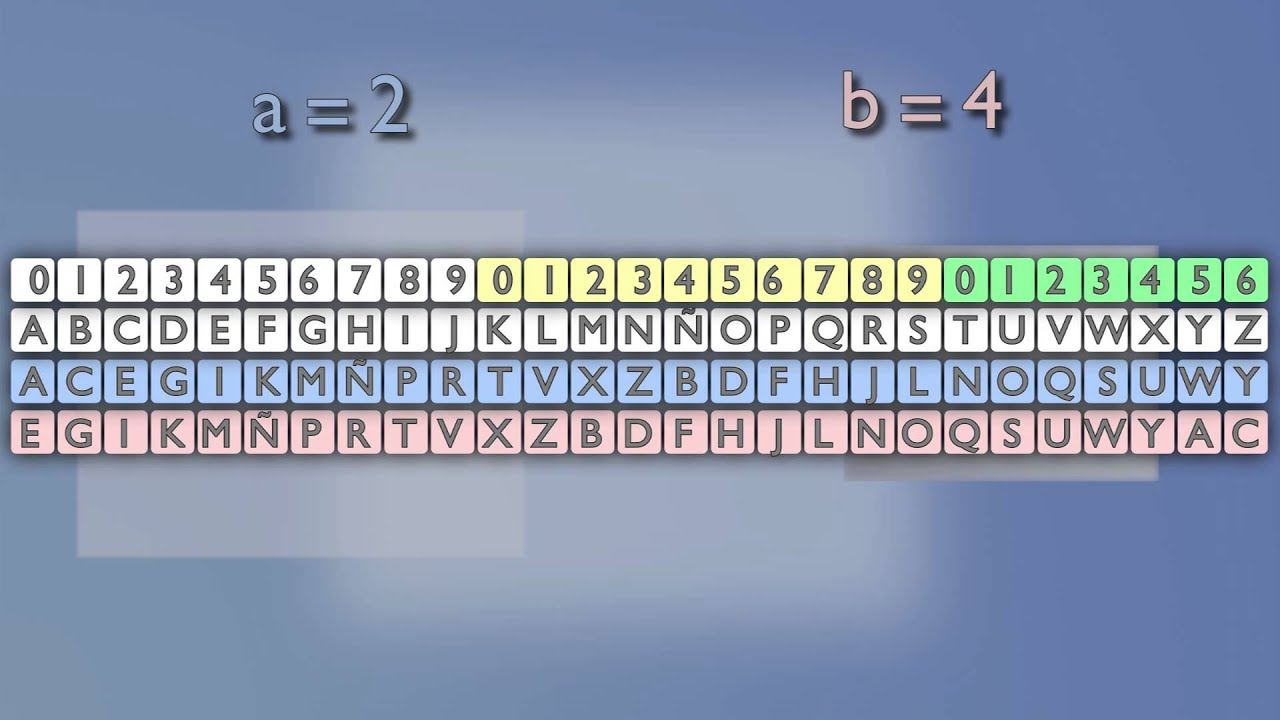 a = 2 b = 4
0 1 2 3 4 5 6 7 8 9 0 1 2 3 4 5 6 7 8 9 0 1 2 3 4 5 6
A B C D E F G H I J K L M N Ñ O P Q R S T U V W X Y Z
A C E G I K M Ñ P R T V X Z B D F H J L N O Q S U W Y
E G I K M Ñ P R T V X Z B D F H J L N O Q S U W Y A C